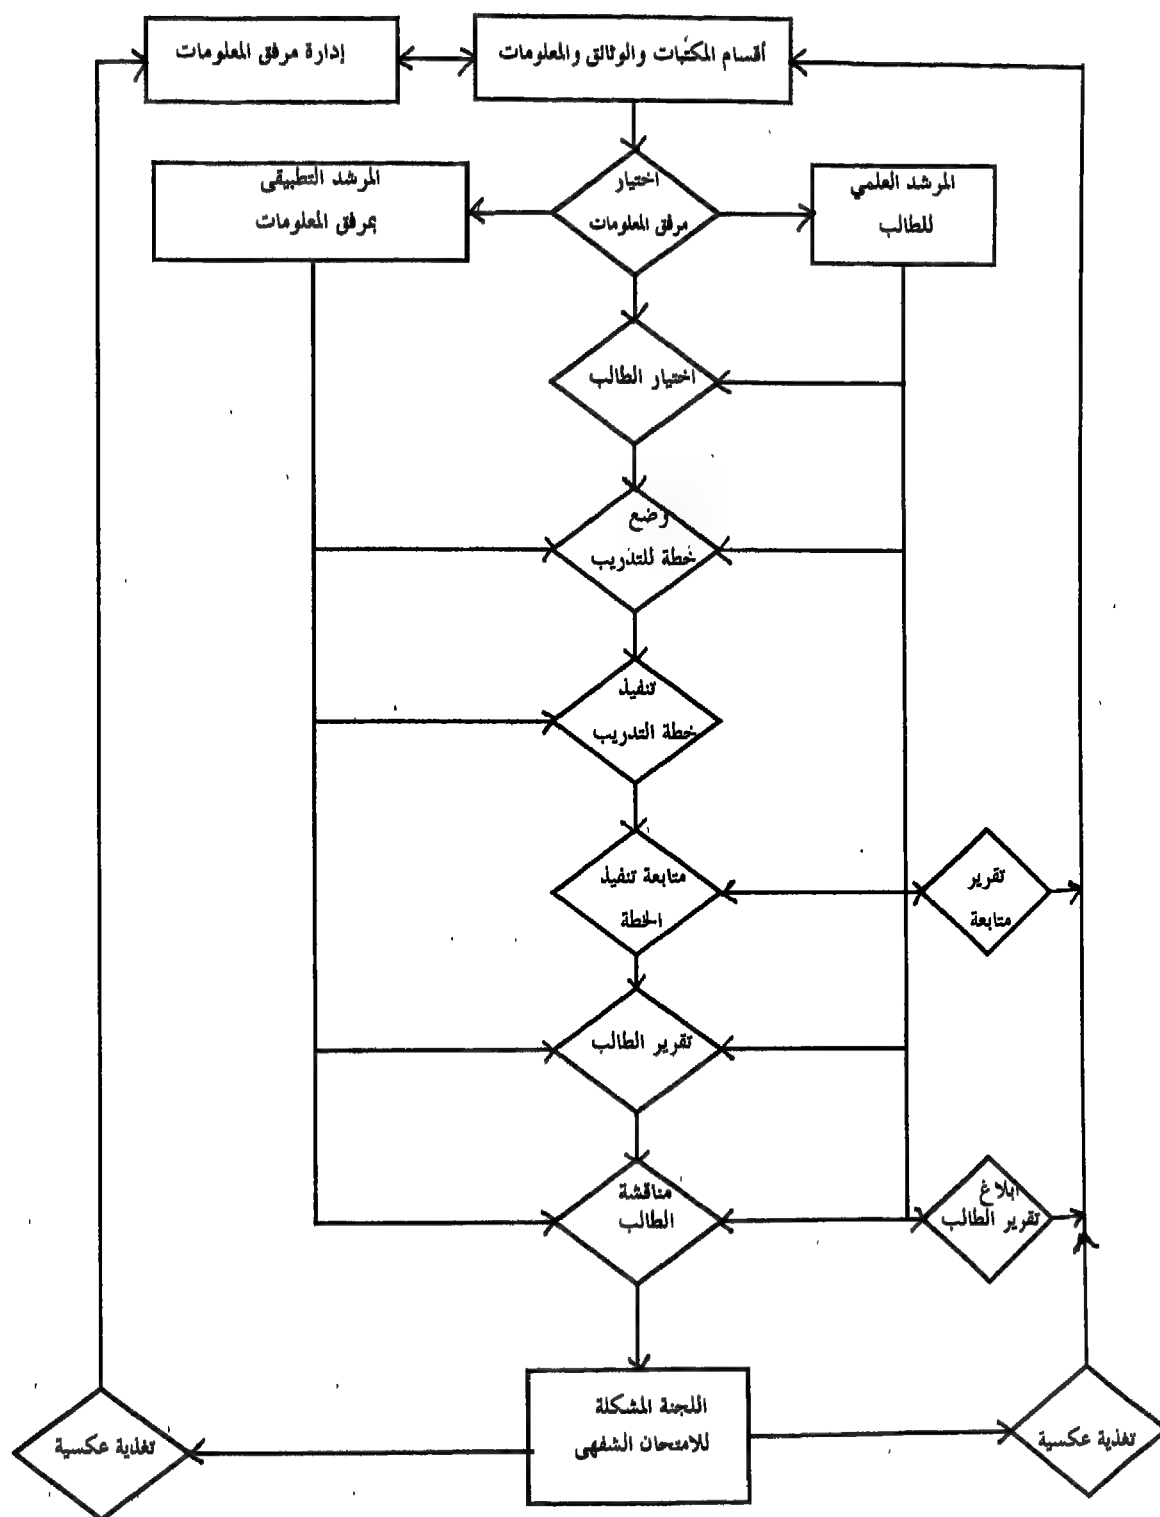 أقسام المكتبات والوثائق والمعلومات
إدارة مرفق المعلومات
المرشد العلمي
للطالب
اختيار
مرفق المعلومات
المرشد التطبيقى
بمرفق المعلومات
اختيار الطالب
وضع
خطة للتدريب
تنفيذ
خطة التدريب
متابعة تنفيذ
الخطة
تقرير
متابعة
تقرير الطالب
مناقشة
الطالب
ابلاغ
تقرير الطالب
اللجنة المشكلة
للامتحان الشفهى
تغذية عكسية
تغذية عكسية